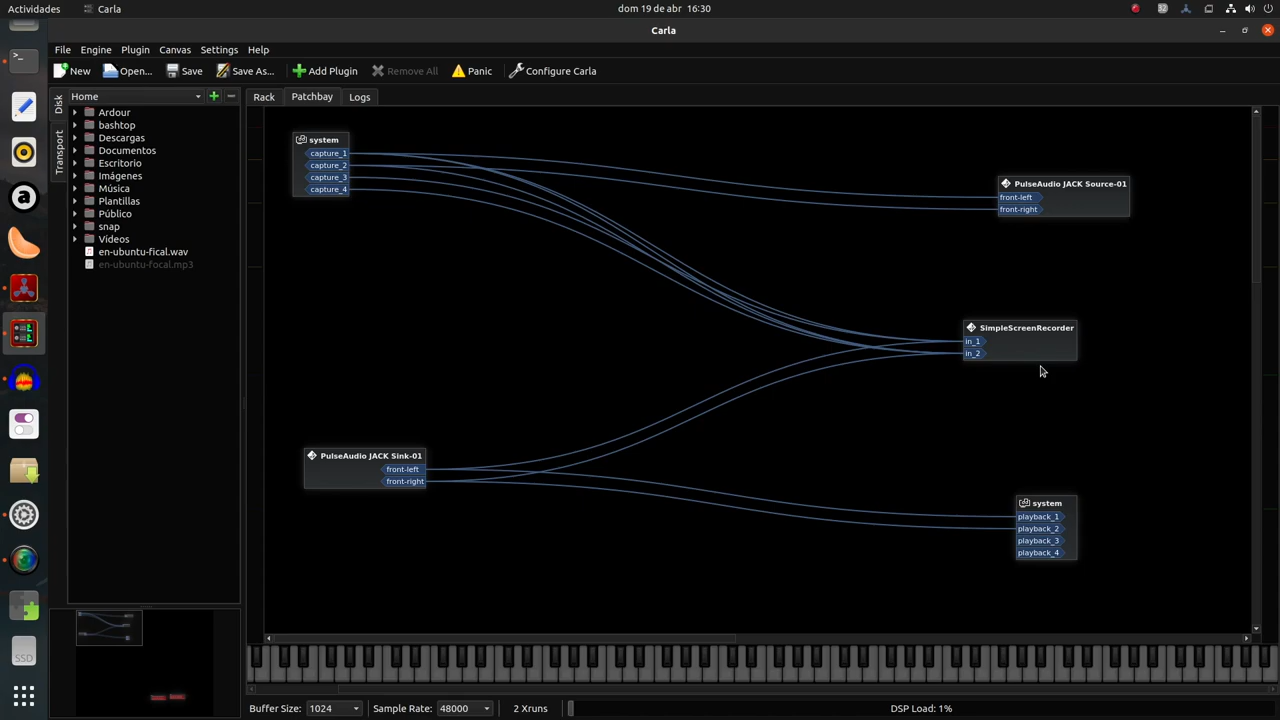 Actividades
Carla
dom 19 de abr 16:30
32
Carla
File Engine Plugin Canvas Settings Help
New Open... Save Save As... Add Plugin Remove All Panic Configure Carla
Disk
Transport
Home
Ardour
bashtop
Descargas
Documentos
Escritorio
Imágenes
Música
Plantillas
Público
snap
Videos
en-ubuntu-fical.wav
en-ubuntu-focal.mp3
Rack Patchbay Logs
system
capture_1
capture_2
capture_3
capture_4
PulseAudio JACK Source-01
front-left
front-right
SimpleScreenRecorder
in_1
in_2
PulseAudio JACK Sink-01
front-left
front-right
system
playback_1
playback_2
playback_3
playback_4
SSD
Buffer Size: 1024 Sample Rate: 48000 2 Xruns DSP Load: 1%